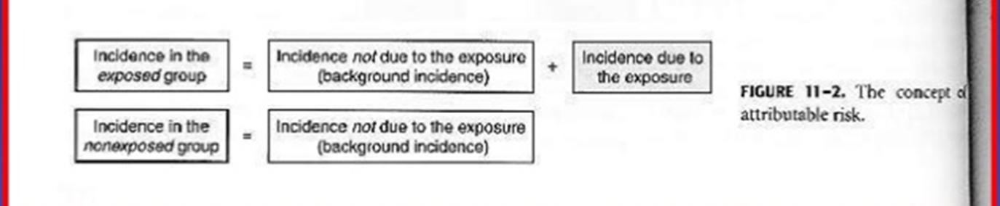 Incidence in the
exposed group
=
Incidence not due to the exposure
(background incidence)
+
Incidence due to
the exposure
FIGURE 11-2. The concept of
attributable risk.
Incidence in the
nonexposed group
=
Incidence not due to the exposure
(background incidence)